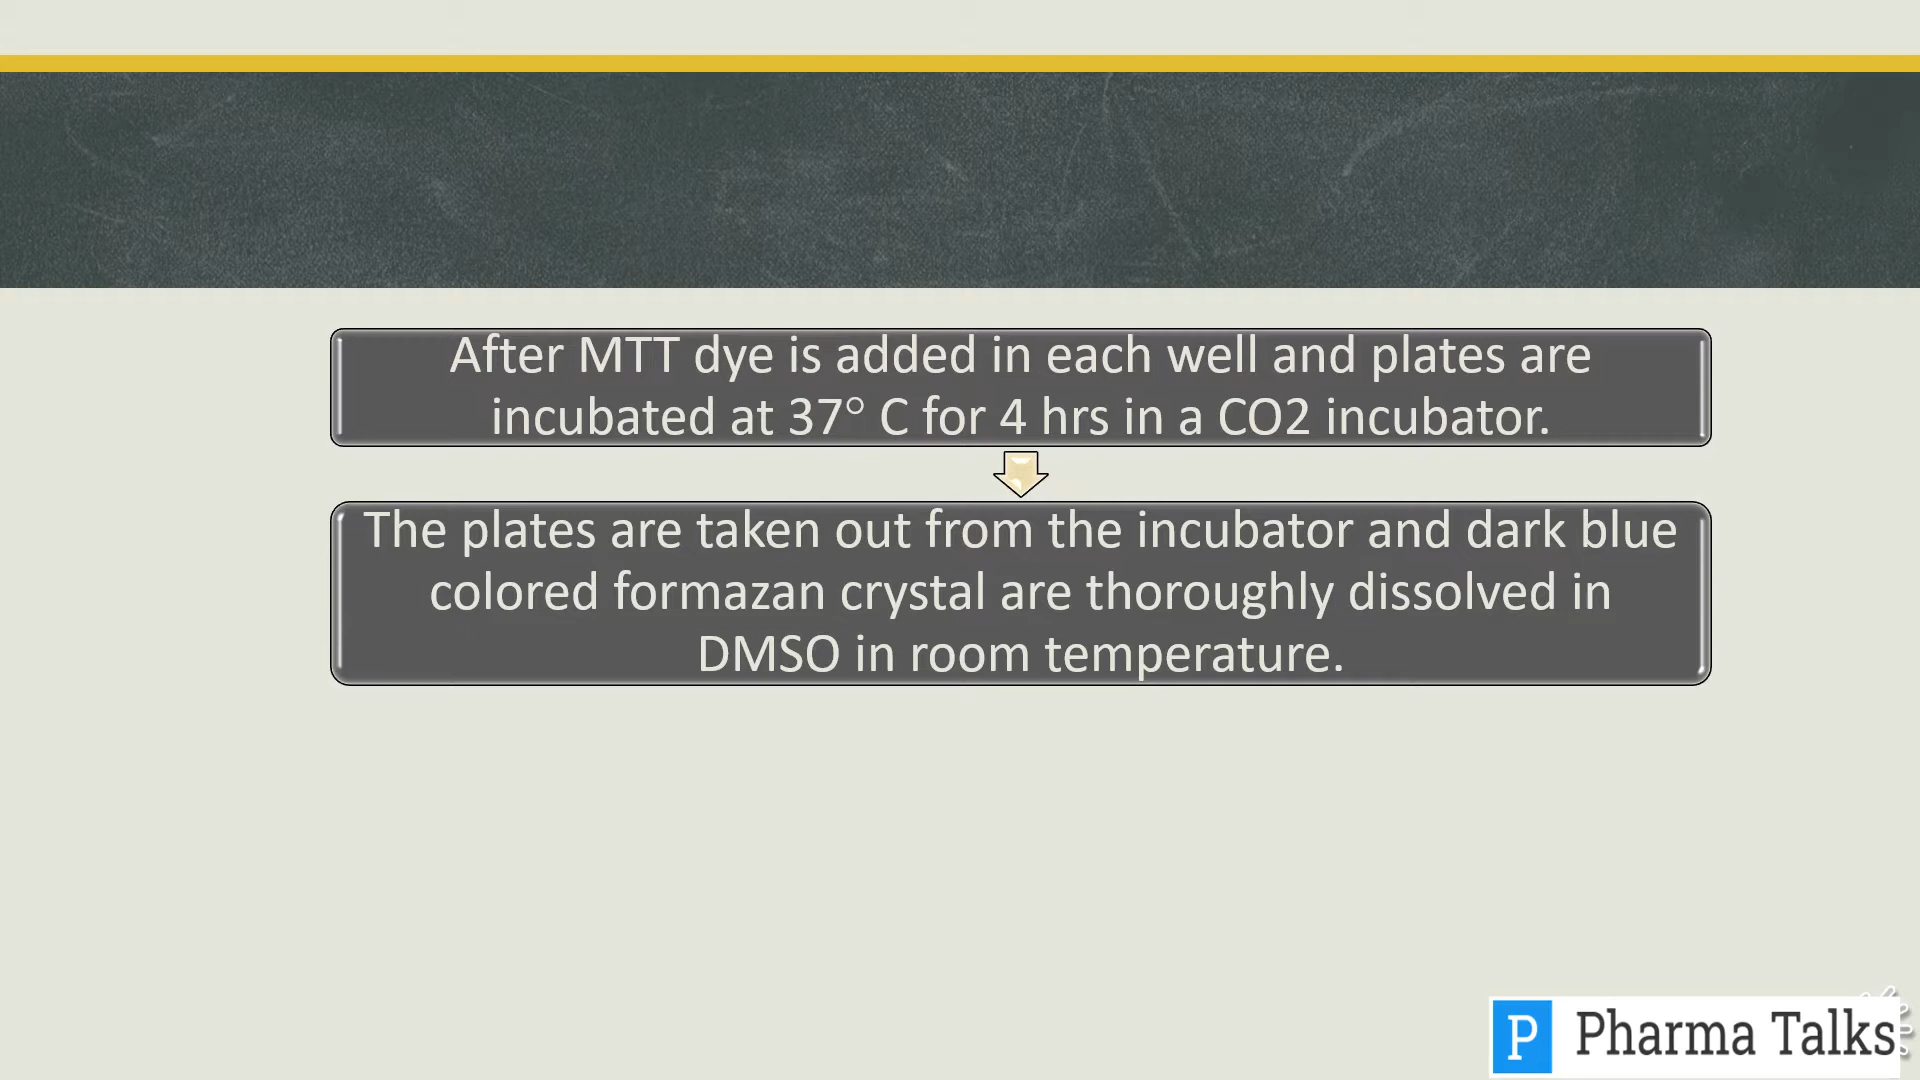 After MTT dye is added in each well and plates are
incubated at 37° C for 4 hrs in a CO2 incubator.
The plates are taken out from the incubator and dark blue
colored formazan crystal are thoroughly dissolved in
DMSO in room temperature.
P Pharma Talks